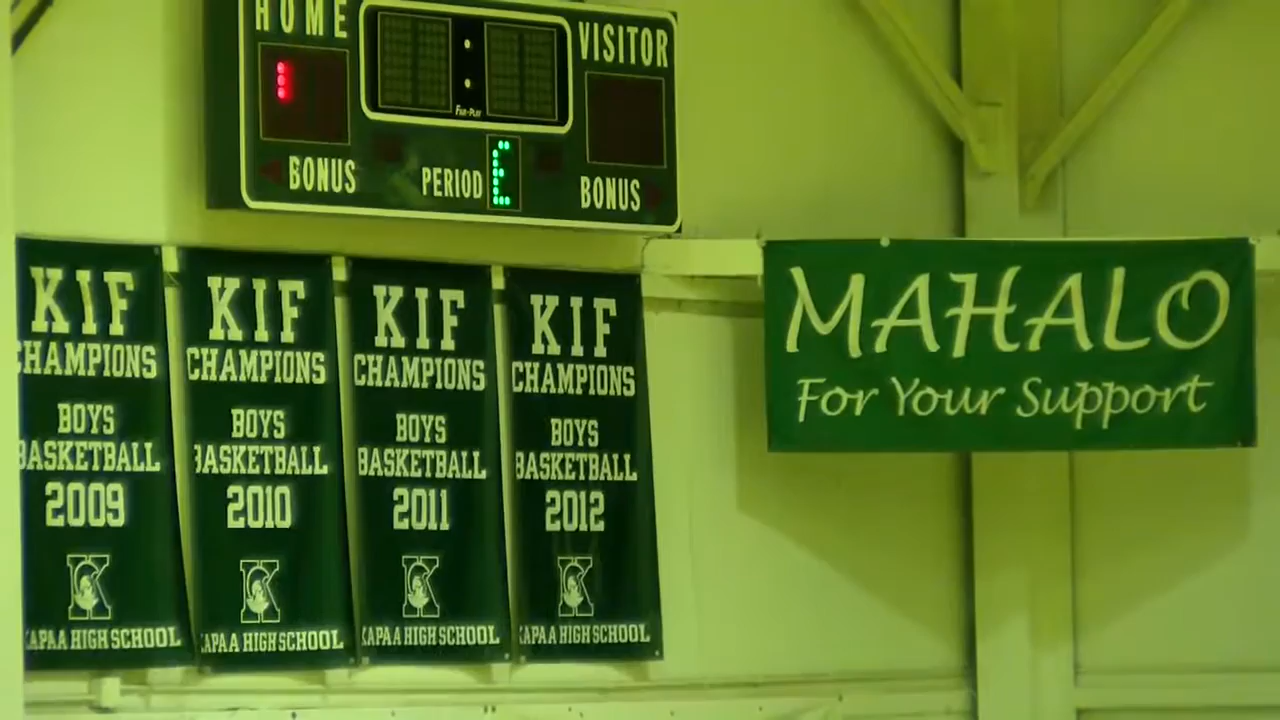 HOME
VISITOR
FAIR-PLAY
BONUS
PERIOD
BONUS
KIF
CHAMPIONS
BOYS
BASKETBALL
2009
K
KAPAA HIGH SCHOOL
KIF
CHAMPIONS
BOYS
BASKETBALL
2010
K
KAPAA HIGH SCHOOL
KIF
CHAMPIONS
BOYS
BASKETBALL
2011
K
KAPAA HIGH SCHOOL
KIF
CHAMPIONS
BOYS
BASKETBALL
2012
K
KAPAA HIGH SCHOOL
MAHALO
For Your Support